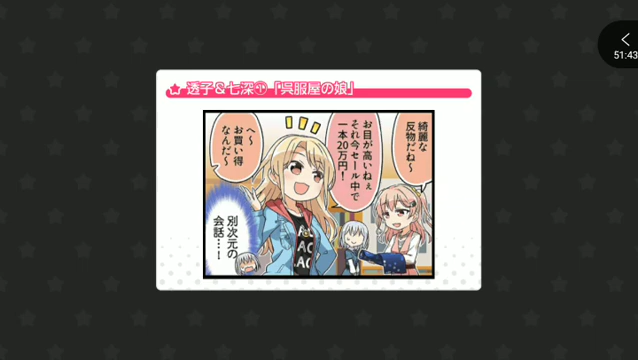 透子&七深①「呉服屋の娘」
51:43
綺麗な
反物だね〜
お目が高いねぇ
それ今セール中で
一本20万円!
へ〜
お買い得
なんだ〜
別次元の
会話…!